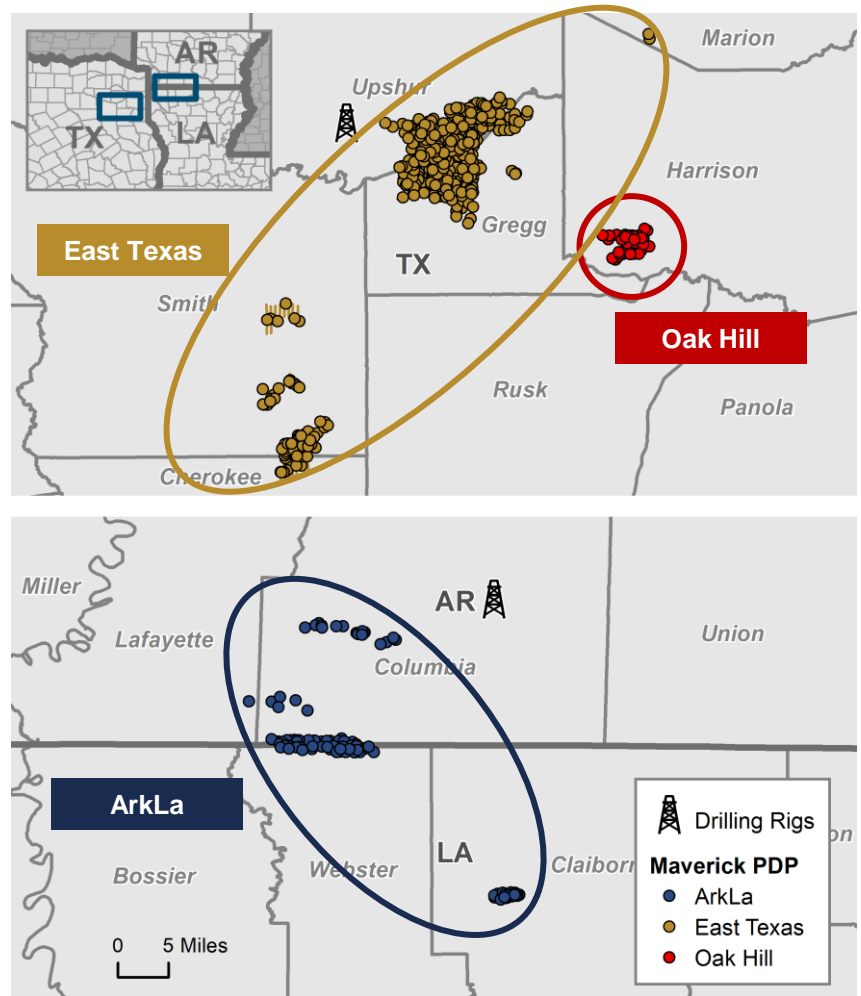 AR
TX
LA
Marion
Upshur
Harrison
Gregg
East Texas
TX
Smith
Oak Hill
Rusk
Panola
Cherokee
Miller
AR
Lafayette
Union
Columbia
ArkLa
LA
Bossier
Webster
Claiborn
on
0 5 Miles
Drilling Rigs
Maverick PDP
ArkLa
East Texas
Oak Hill